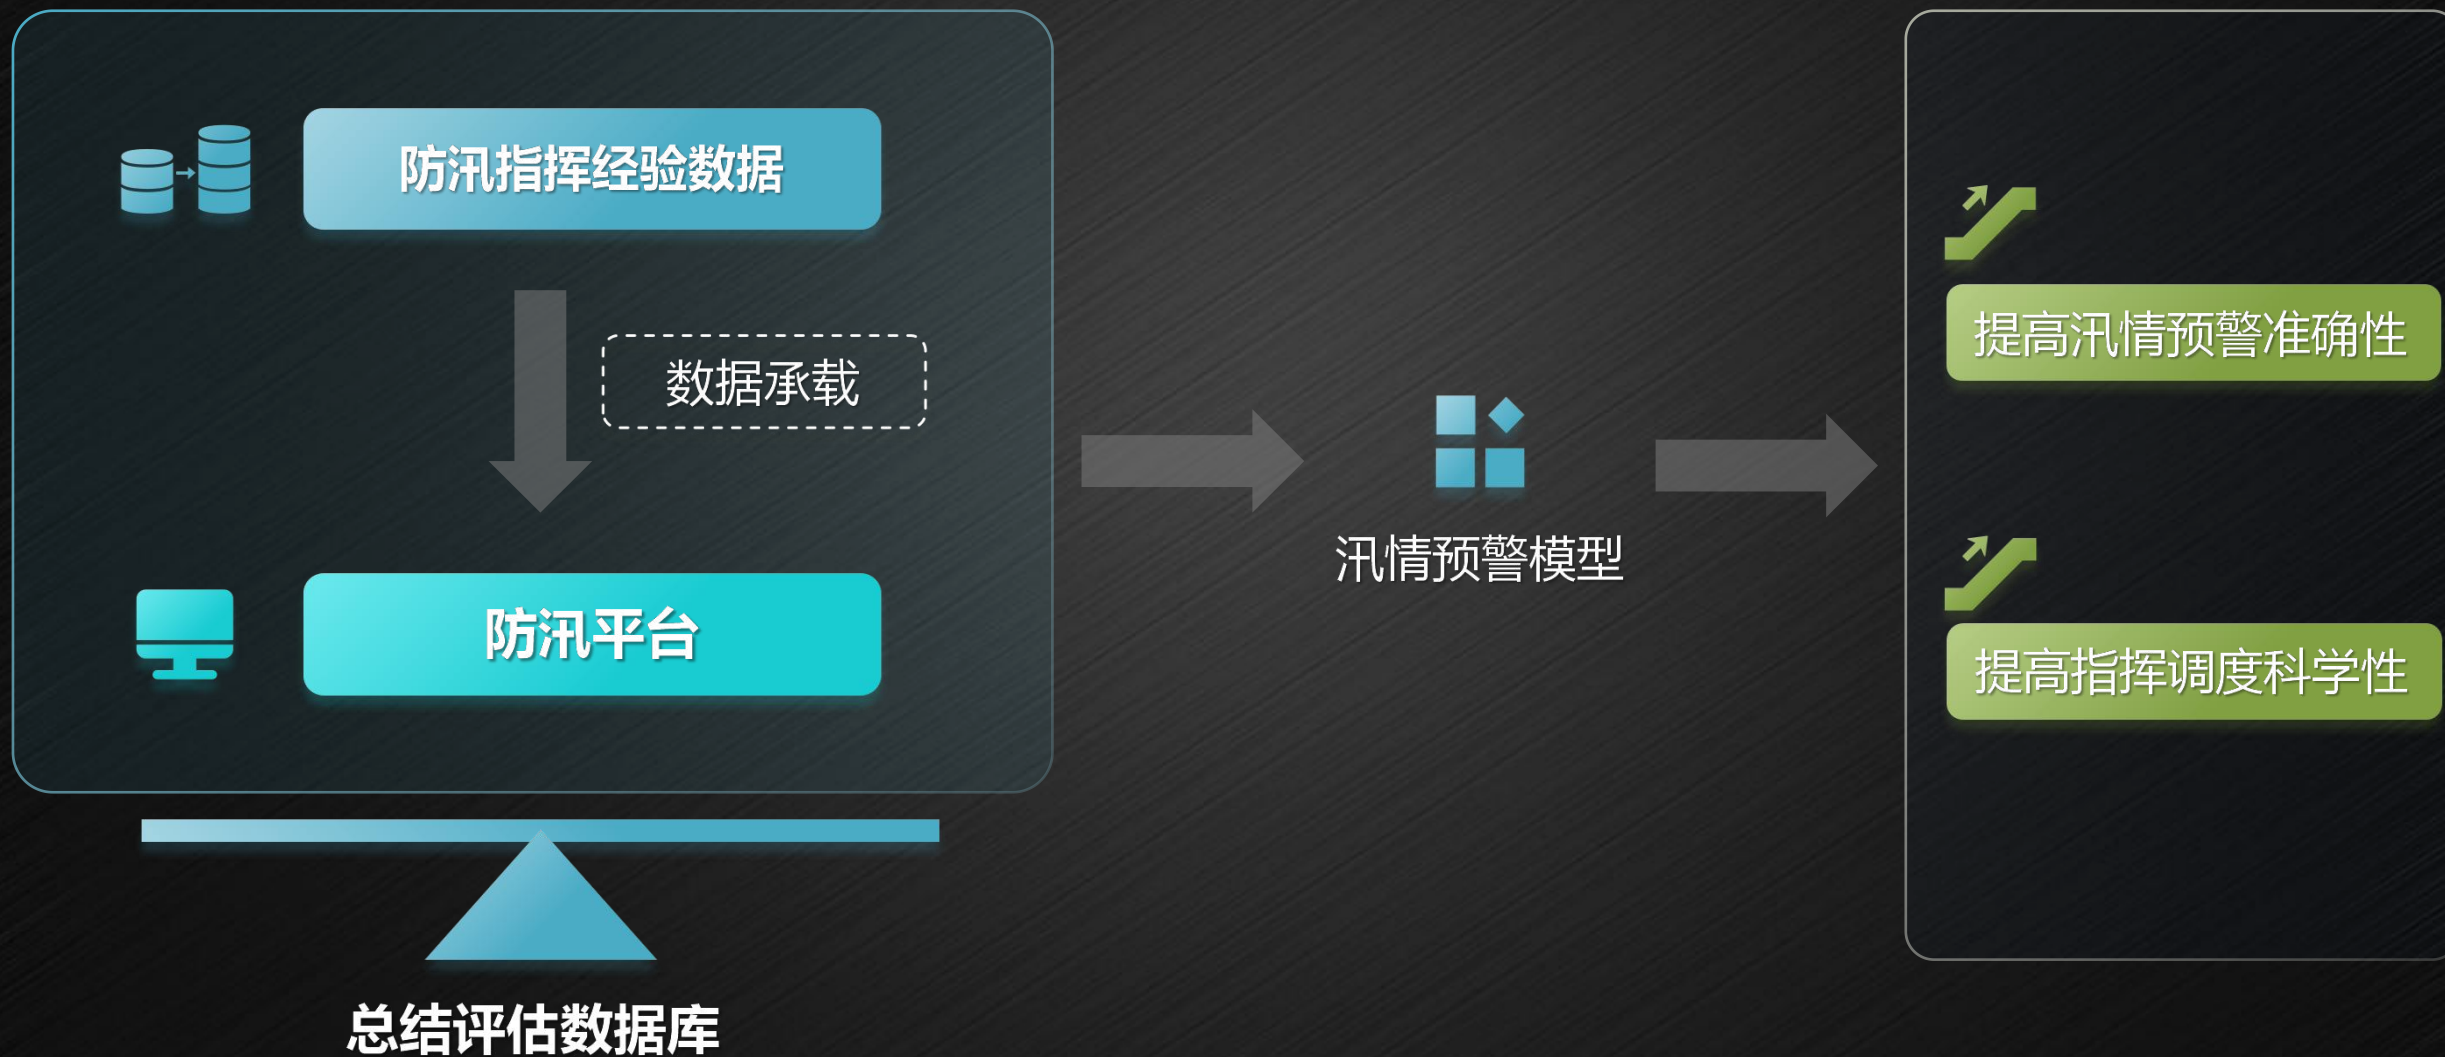 防汛指挥经验数据
数据承载
防汛平台
总结评估数据库
汛情预警模型
提高汛情预警准确性
提高指挥调度科学性